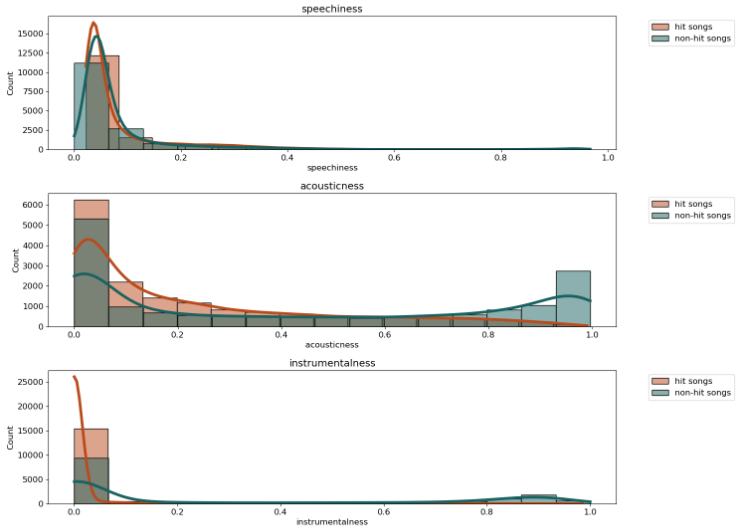 speechiness
hit songs
non-hit songs
15000
12500
10000
7500
5000
2500
0
Count
0.0 0.2 0.4 0.6 0.8 1.0
speechiness
acousticness
hit songs
non-hit songs
6000
5000
4000
3000
2000
1000
0
Count
0.0 0.2 0.4 0.6 0.8 1.0
acousticness
instrumentalness
hit songs
non-hit songs
25000
20000
15000
10000
5000
0
Count
0.0 0.2 0.4 0.6 0.8 1.0
instrumentalness